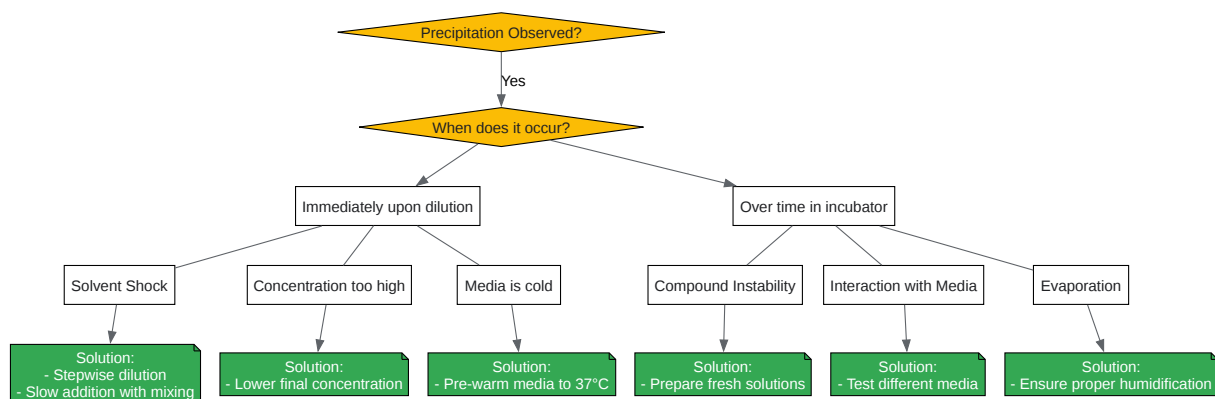 Precipitation Observed?
Yes
When does it occur?
Immediately upon dilution
Over time in incubator
Solvent Shock
Concentration too high
Media is cold
Compound Instability
Interaction with Media
Evaporation
Solution:
- Stepwise dilution
- Slow addition with mixing
Solution:
- Lower final concentration
Solution:
- Pre-warm media to 37°C
Solution:
- Prepare fresh solutions
Solution:
- Test different media
Solution:
- Ensure proper humidification